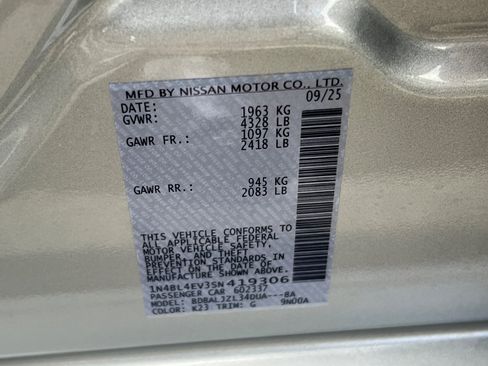 MFD BY NISSAN MOTOR CO., LTD.
DATE: 09/25
GVWR: 1963 KG
4328 LB
GAWR FR.: 1097 KG
2418 LB
GAWR RR.: 945 KG
2083 LB
THIS VEHICLE CONFORMS TO
ALL APPLICABLE FEDERAL
MOTOR VEHICLE SAFETY,
BUMPER, AND THEFT
PREVENTION STANDARDS IN
EFFECT ON THE DATE OF
MANUFACTURE SHOWN ABOVE.
1N4BL4EV3SN419306
PASSENGER CAR 602337
MODEL: BDBALJZL34DUA---8A
COLOR: K23 TRIM: G 9N00A